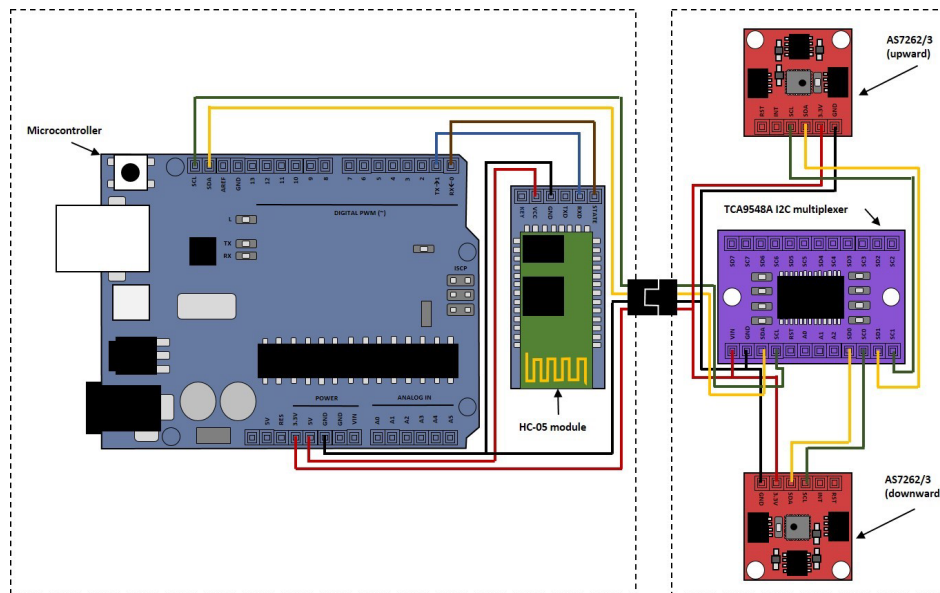 AS7262/3
(upward)
RST INT SCL SDA 3.3V GND
Microcontroller
SCL SDA AREF GND 13 12 11 10 9 8 7 6 5 4 3 2 TX→1 RX←0
DIGITAL PWM (~)
L
TX
RX
ISCP
POWER
ANALOG IN
5V RES 3.3V 5V GND GND VIN A0 A1 A2 A3 A4 A5
KEY VCC GND TXD RXD STATE
HC-05 module
TCA9548A I2C multiplexer
SD7 SC7 SD6 SC6 SD5 SC5 SD4 SC4 SD3 SC3 SD2 SC2
VIN GND SDA SCL RST A0 A1 A2 SD0 SC0 SD1 SC1
GND 3.3V SDA SCL INT RST
AS7262/3
(downward